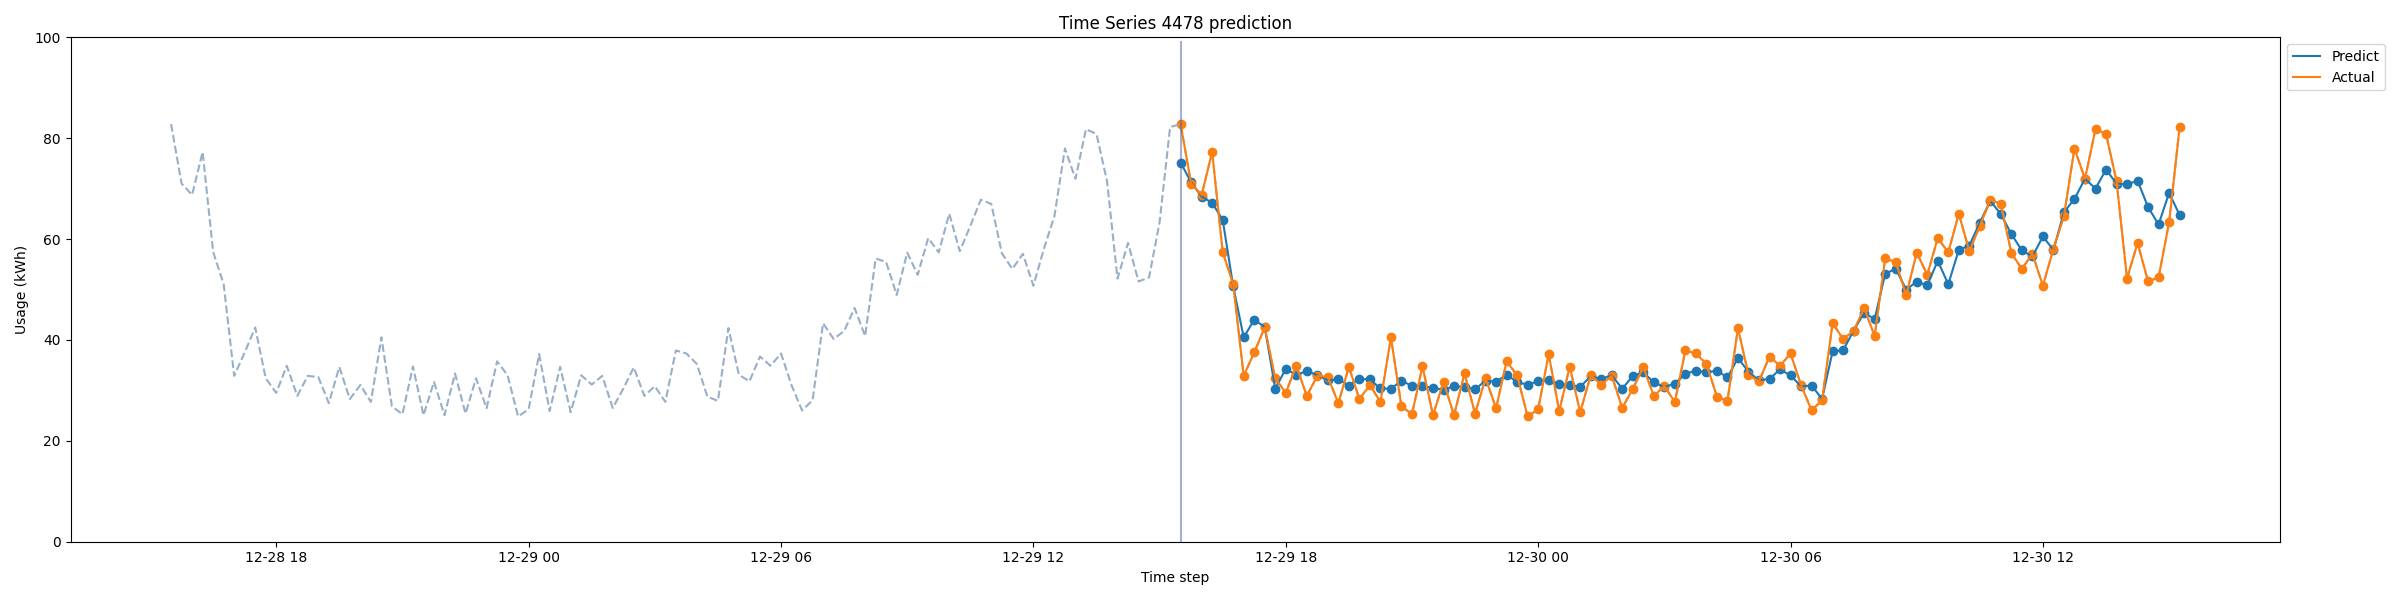 Time Series 4478 prediction
Predict
Actual
Usage (kWh)
100
80
60
40
20
0
12-28 18
12-29 00
12-29 06
12-29 12
12-29 18
12-30 00
12-30 06
12-30 12
Time step